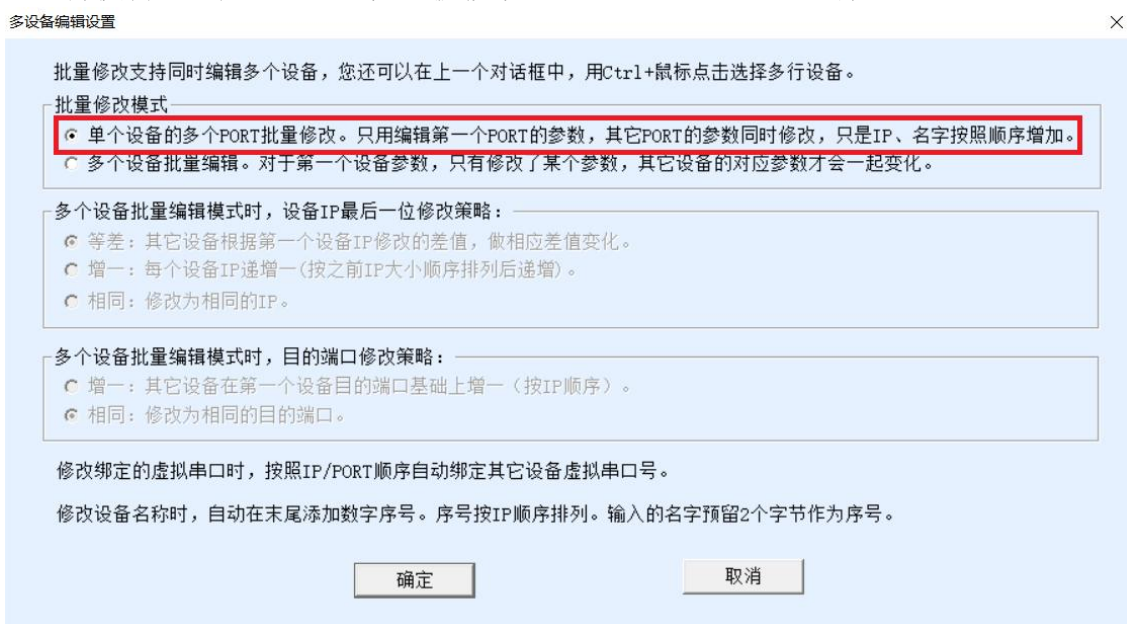 多设备编辑设置
批量修改支持同时编辑多个设备，您还可以在上一个对话框中，用Ctrl+鼠标点击选择多行设备。
批量修改模式
单个设备的多个PORT批量修改。只用编辑第一个PORT的参数，其它PORT的参数同时修改，只是IP、名字按照顺序增加。
多个设备批量编辑。对于第一个设备参数，只有修改了某个参数，其它设备的对应参数才会一起变化。
多个设备批量编辑模式时，设备IP最后一位修改策略：
等差：其它设备根据第一个设备IP修改的差值，做相应差值变化。
增一：每个设备IP递增一(按之前IP大小顺序排列后递增)。
相同：修改为相同的IP。
多个设备批量编辑模式时，目的端口修改策略：
增一：其它设备在第一个设备目的端口基础上增一（按IP顺序）。
相同：修改为相同的目的端口。
修改绑定的虚拟串口时，按照IP/PORT顺序自动绑定其它设备虚拟串口号。
修改设备名称时，自动在末尾添加数字序号。序号按IP顺序排列。输入的名字预留2个字节作为序号。
确定
取消